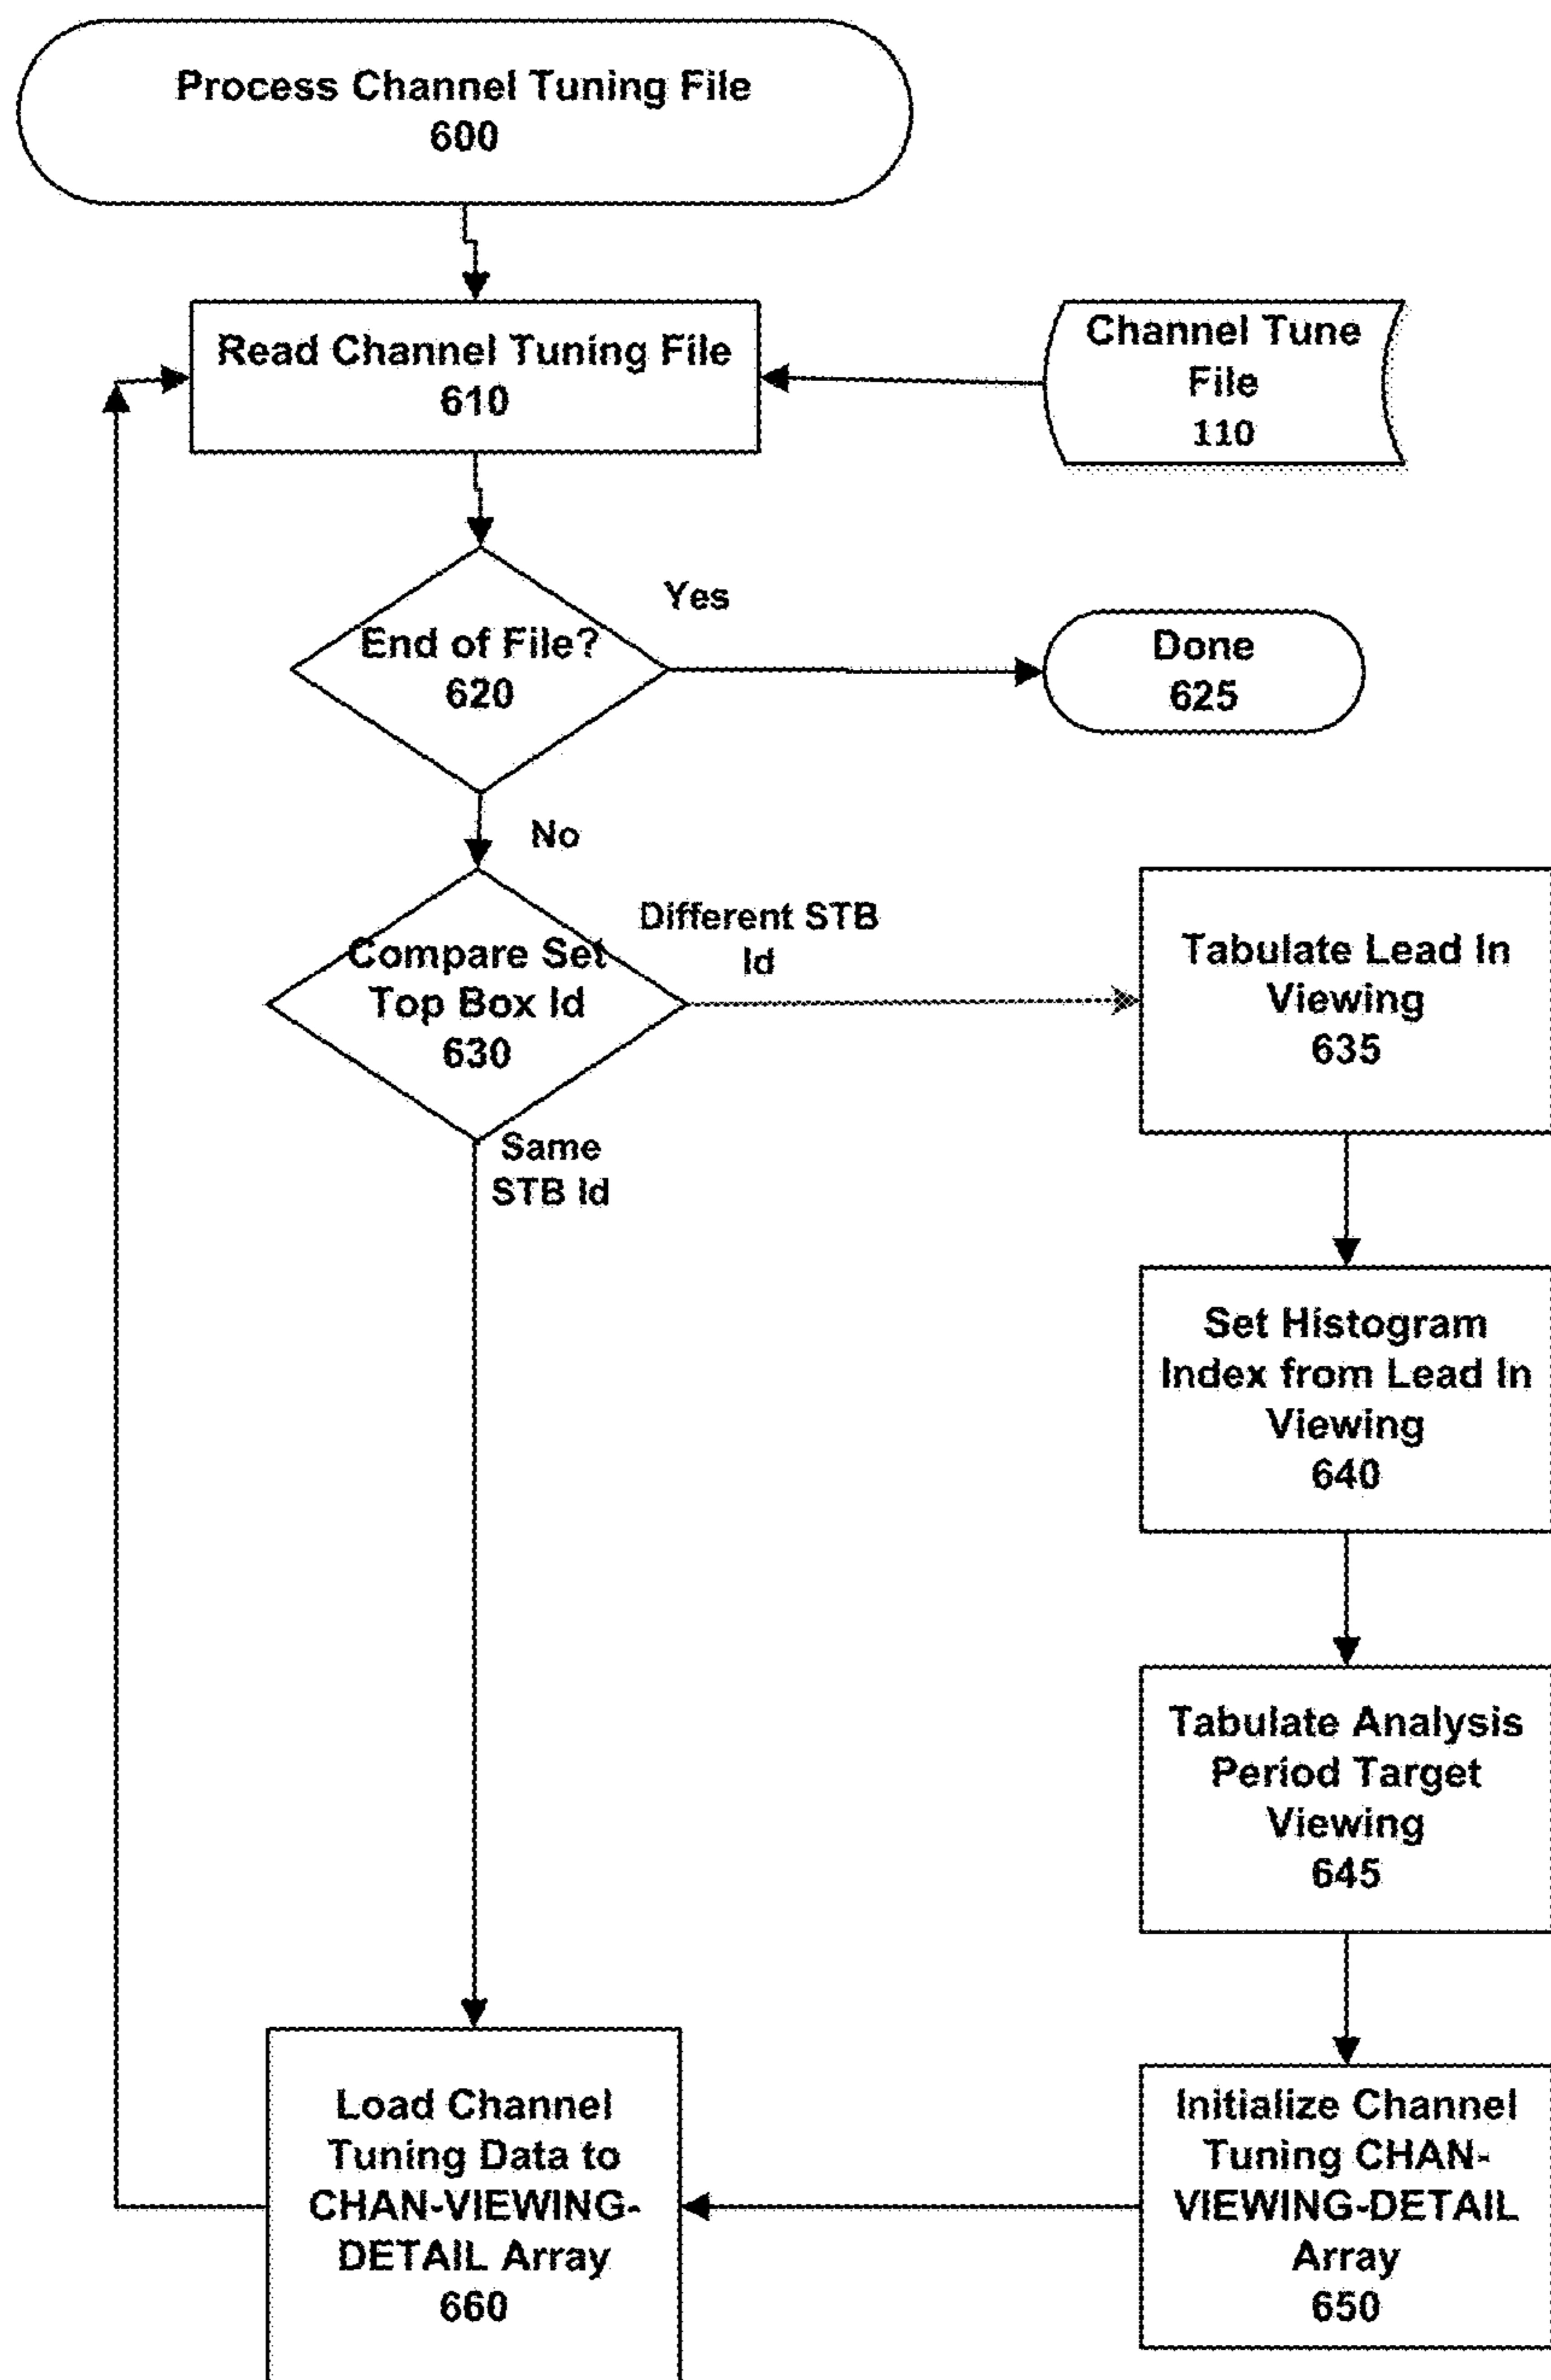 Process Channel Tuning File
600
Read Channel Tuning File
610
Channel Tune
File
110
End of File?
620
Yes
Done
625
No
Compare Set
Top Box Id
630
Different STB
Id
Tabulate Lead In
Viewing
635
Same
STB Id
Set Histogram
Index from Lead In
Viewing
640
Tabulate Analysis
Period Target
Viewing
645
Load Channel
Tuning Data to
CHAN-VIEWING-
DETAIL Array
660
Initialize Channel
Tuning CHAN-
VIEWING-DETAIL
Array
650